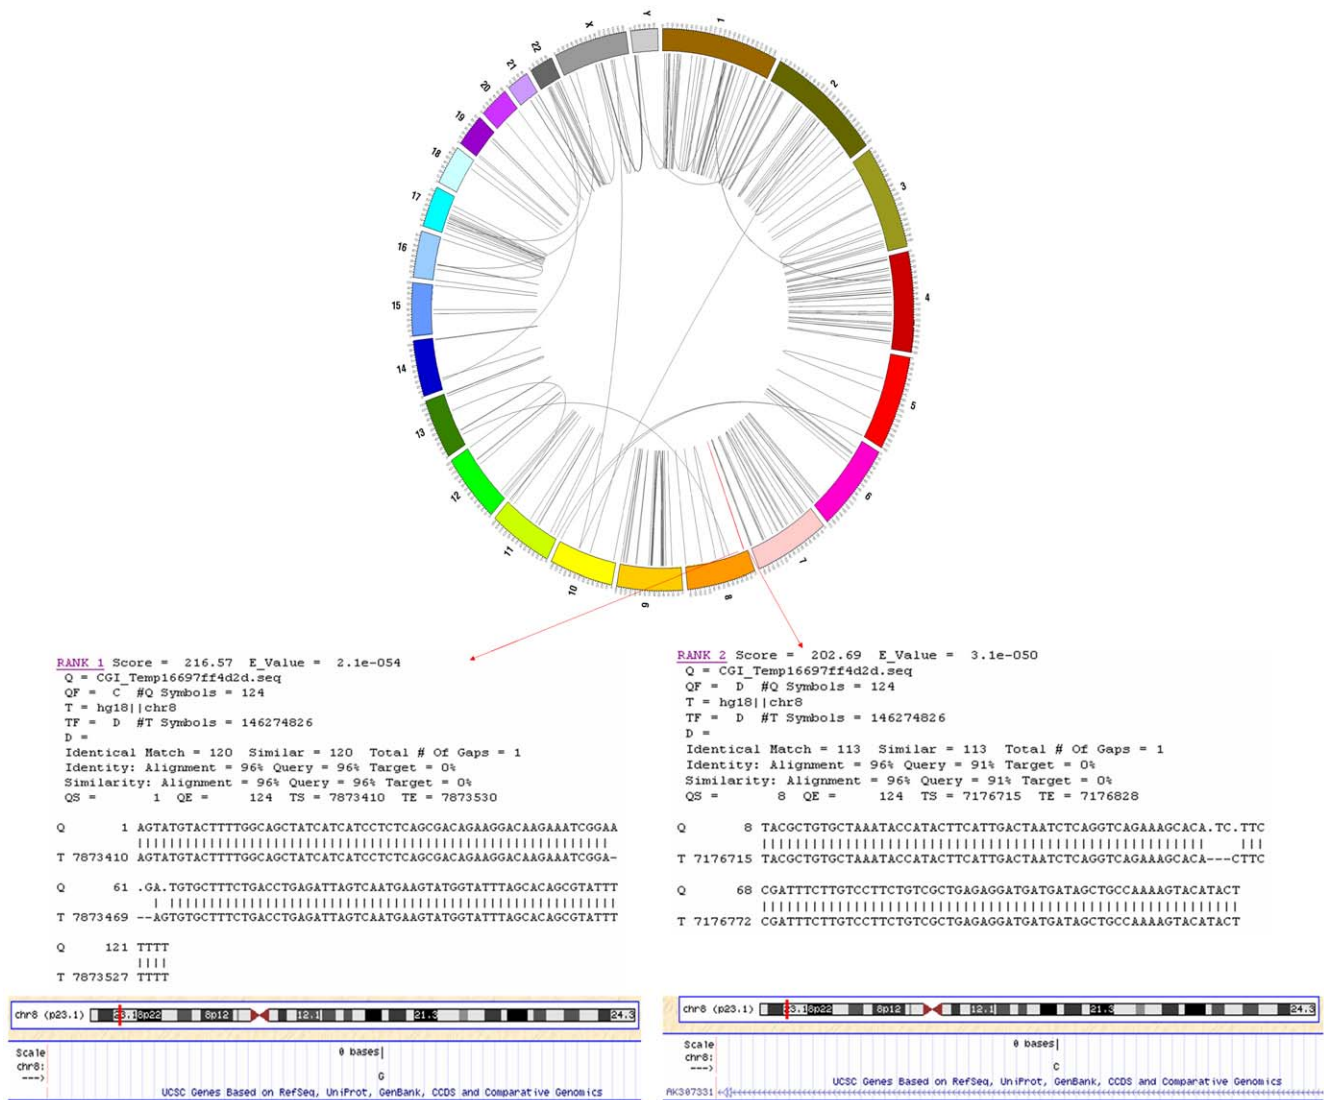 Y
1
2
3
4
5
6
7
8
9
10
11
12
13
14
15
16
17
18
19
20
21
22
X
RANK 1 Score = 216.57 E_Value = 2.1e-054
Q = CGI_Temp16697ff4d2d.seq
QF = C #Q Symbols = 124
T = hg18||chr8
TF = D #T Symbols = 146274826
D =
Identical Match = 120 Similar = 120 Total # Of Gaps = 1
Identity: Alignment = 96% Query = 96% Target = 0%
Similarity: Alignment = 96% Query = 96% Target = 0%
QS = 1 QE = 124 TS = 7873410 TE = 7873530
Q 1 AGTATGTACTTTTGGCAGCTATCATCATCCTCTCAGCGACAGAAGGACAAGAAATCGGAA
T 7873410 AGTATGTACTTTTGGCAGCTATCATCATCCTCTCAGCGACAGAAGGACAAGAAATCGGA-
Q 61 .GA.TGTGCTTTCTGACCTGAGATTAGTCAATGAAGTATGGTATTTAGCACAGCGTATTT
T 7873469 --AGTGTGCTTTCTGACCTGAGATTAGTCAATGAAGTATGGTATTTAGCACAGCGTATTT
Q 121 TTTT
||||
T 7873527 TTTT
RANK 2 Score = 202.69 E_Value = 3.1e-050
Q = CGI_Temp16697ff4d2d.seq
QF = D #Q Symbols = 124
T = hg18||chr8
TF = D #T Symbols = 146274826
D =
Identical Match = 113 Similar = 113 Total # Of Gaps = 1
Identity: Alignment = 96% Query = 91% Target = 0%
Similarity: Alignment = 96% Query = 91% Target = 0%
QS = 8 QE = 124 TS = 7176715 TE = 7176828
Q 8 TACGCTGTGCTAAATACCATACTTCATTGACTAATCTCAGGTCAGAAAGCACA.TC.TTC
T 7176715 TACGCTGTGCTAAATACCATACTTCATTGACTAATCTCAGGTCAGAAAGCACA---CTTC
Q 68 CGATTTCTTGTCCTTCTGTCGCTGAGAGGATGATGATAGCTGCCAAAAGTACATACT
T 7176772 CGATTTCTTGTCCTTCTGTCGCTGAGAGGATGATGATAGCTGCCAAAAGTACATACT
chr8 (p23.1) 23.1 8p22 8p12 12.1 21.3 24.3
Scale 0 bases|
chr8:
---> G
UCSC Genes Based on RefSeq, UniProt, GenBank, CCDS and Comparative Genomics
chr8 (p23.1) 23.1 8p22 8p12 12.1 21.3 24.3
Scale 0 bases|
chr8:
---> C
UCSC Genes Based on RefSeq, UniProt, GenBank, CCDS and Comparative Genomics
AK307331